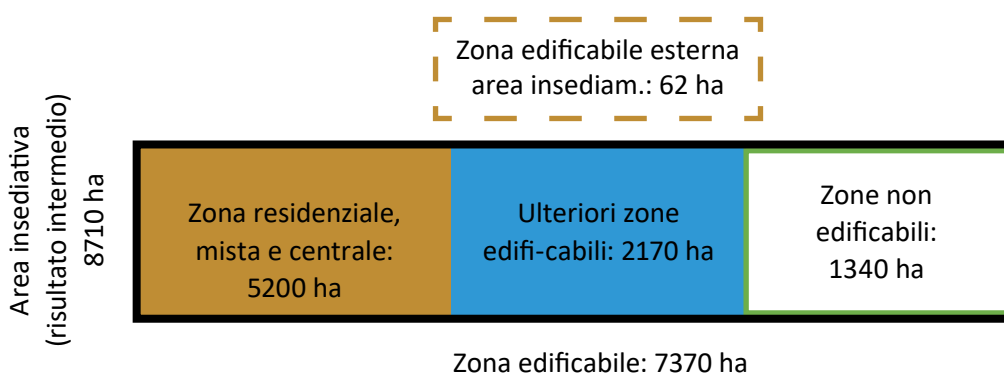 Zona edificabile esterna
area insediam.: 62 ha
Area insediativa
(risultato intermedio)
8710 ha
Zona residenziale,
mista e centrale:
5200 ha
Ulteriori zone
edifi-cabili: 2170 ha
Zone non
edificabili:
1340 ha
Zona edificabile: 7370 ha